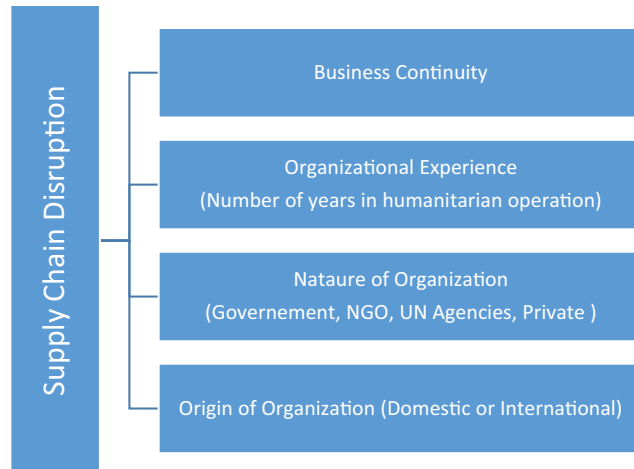 Supply Chain Disruption
Business Continuity
Organizational Experience
(Number of years in humanitarian operation)
Nataure of Organization
(Governement, NGO, UN Agencies, Private )
Origin of Organization (Domestic or International)